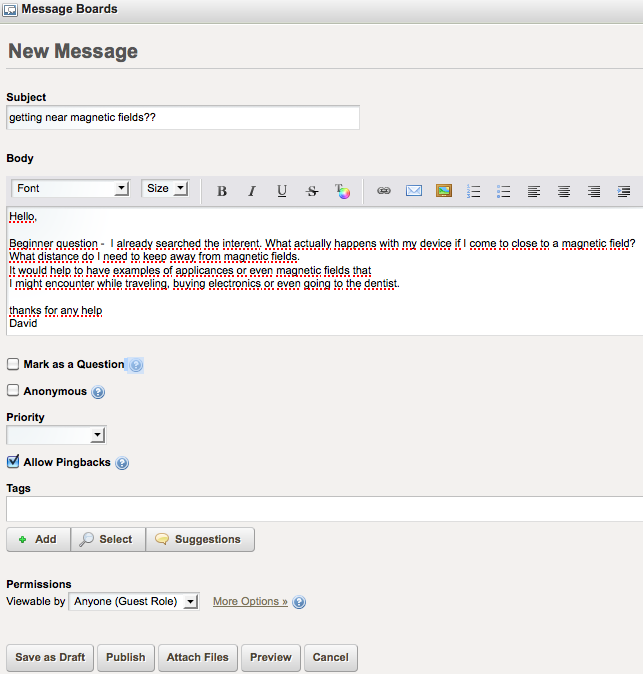 Message Boards
New Message
Subject
getting near magnetic fields??
Body
Font Size B I U S T
Hello,
Beginner question - I already searched the interent. What actually happens with my device if I come to close to a magnetic field?
What distance do I need to keep away from magnetic fields.
It would help to have examples of applicances or even magnetic fields that
I might encounter while traveling, buying electronics or even going to the dentist.
thanks for any help
David
Mark as a Question ?
Anonymous ?
Priority
Allow Pingbacks ?
Tags
Add Select Suggestions
Permissions
Viewable by Anyone (Guest Role) More Options » ?
Save as Draft Publish Attach Files Preview Cancel